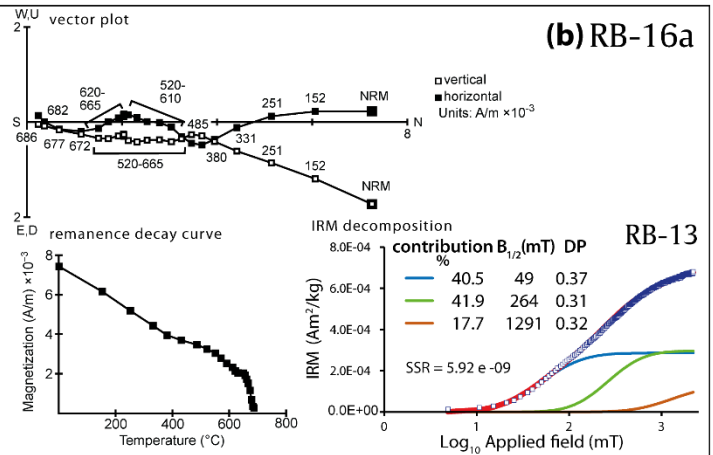 W,U
2
vector plot
(b) RB-16a
620-
665
520-
610
682
485
251
152
NRM
vertical
horizontal
Units: A/m ×10⁻³
S
N
8
686
677
672
520-665
380
331
251
152
NRM
2
E,D
remanence decay curve
Magnetization (A/m) ×10⁻³
8
6
4
2
0
200
400
600
800
Temperature (°C)
IRM decomposition
RB-13
contribution B1/2(mT) DP
%
40.5 49 0.37
41.9 264 0.31
17.7 1291 0.32
SSR = 5.92 e -09
IRM (Am²/kg)
8.0E-04
6.0E-04
4.0E-04
2.0E-04
0.0E+00
0
1
2
3
Log10 Applied field (mT)